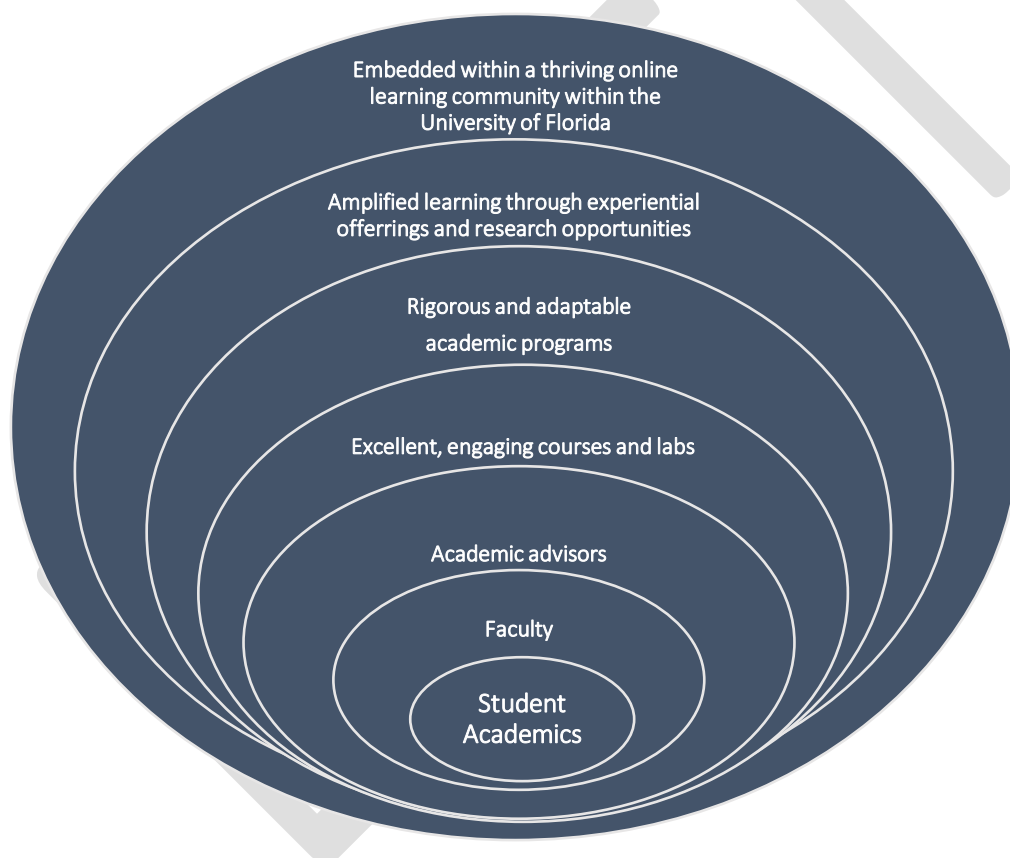 Embedded within a thriving online
learning community within the
University of Florida
Amplified learning through experiential
offerrings and research opportunities
Rigorous and adaptable
academic programs
Excellent, engaging courses and labs
Academic advisors
Faculty
Student
Academics